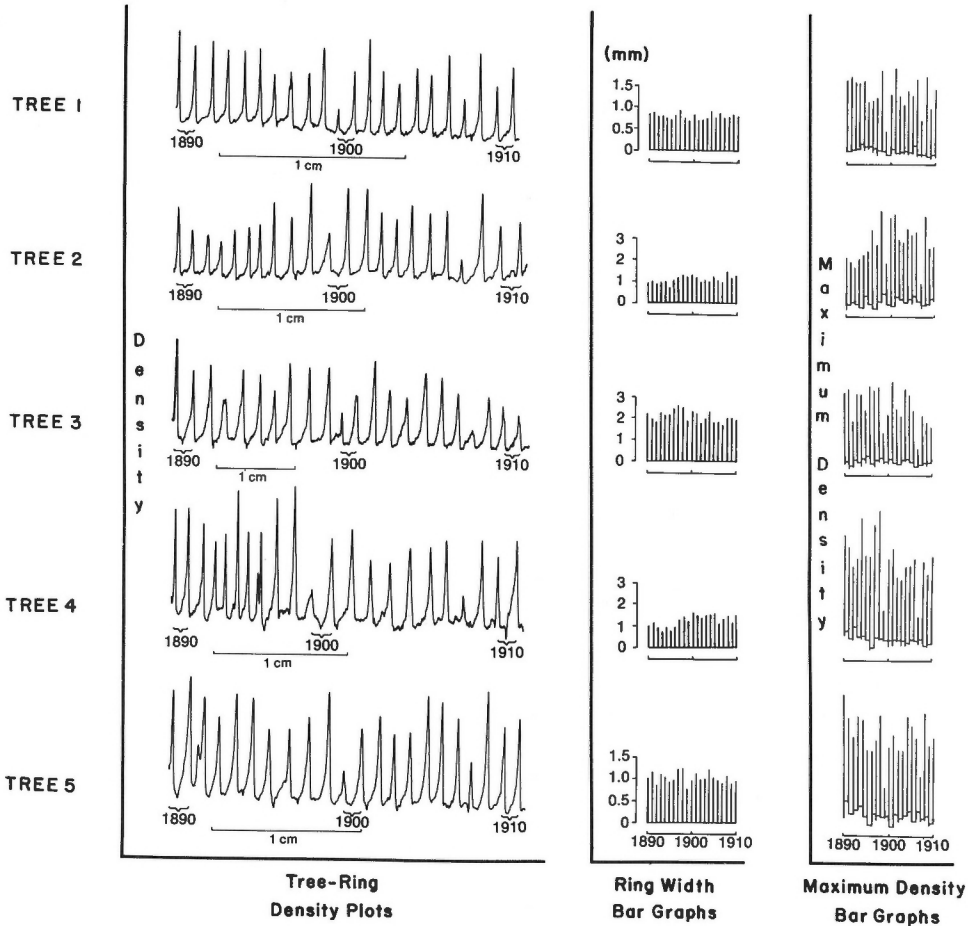 TREE 1
1890
1900
1910
1 cm
(mm)
1.5
1.0
0.5
0
TREE 2
1890
1900
1910
1 cm
3
2
1
0
TREE 3
1890
1900
1910
1 cm
3
2
1
0
TREE 4
1890
1900
1910
1 cm
3
2
1
0
TREE 5
1890
1900
1910
1 cm
1.5
1.0
0.5
0
1890 1900 1910
1890 1900 1910
Density
Maximum Density
Tree-Ring
Density Plots
Ring Width
Bar Graphs
Maximum Density
Bar Graphs